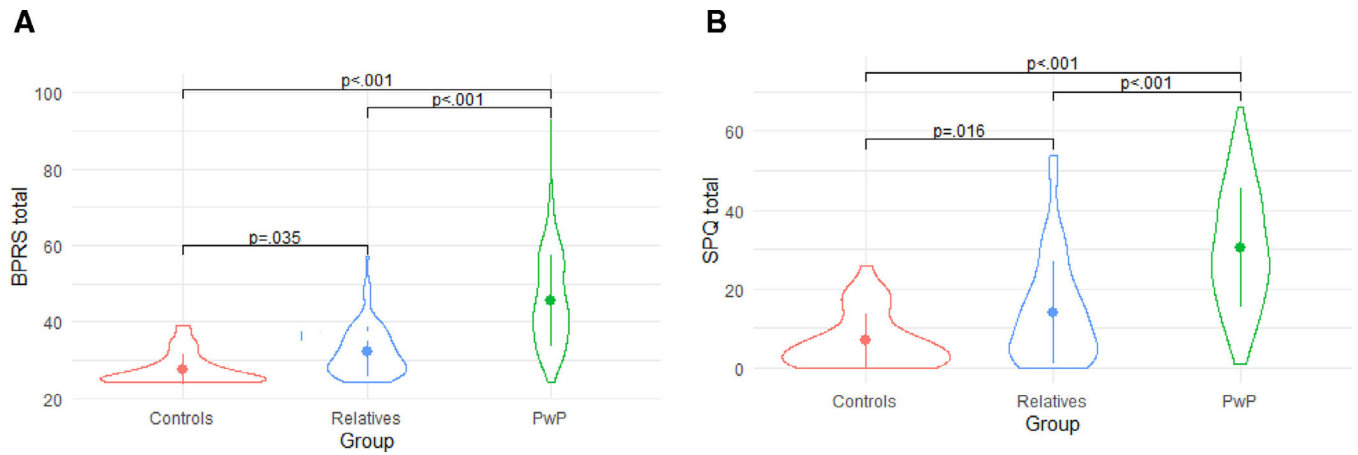 A
p<.001
p<.001
p=.035
100
80
60
40
20
BPRS total
Controls Relatives PwP
Group
B
p<.001
p<.001
p=.016
60
40
20
0
SPQ total
Controls Relatives PwP
Group